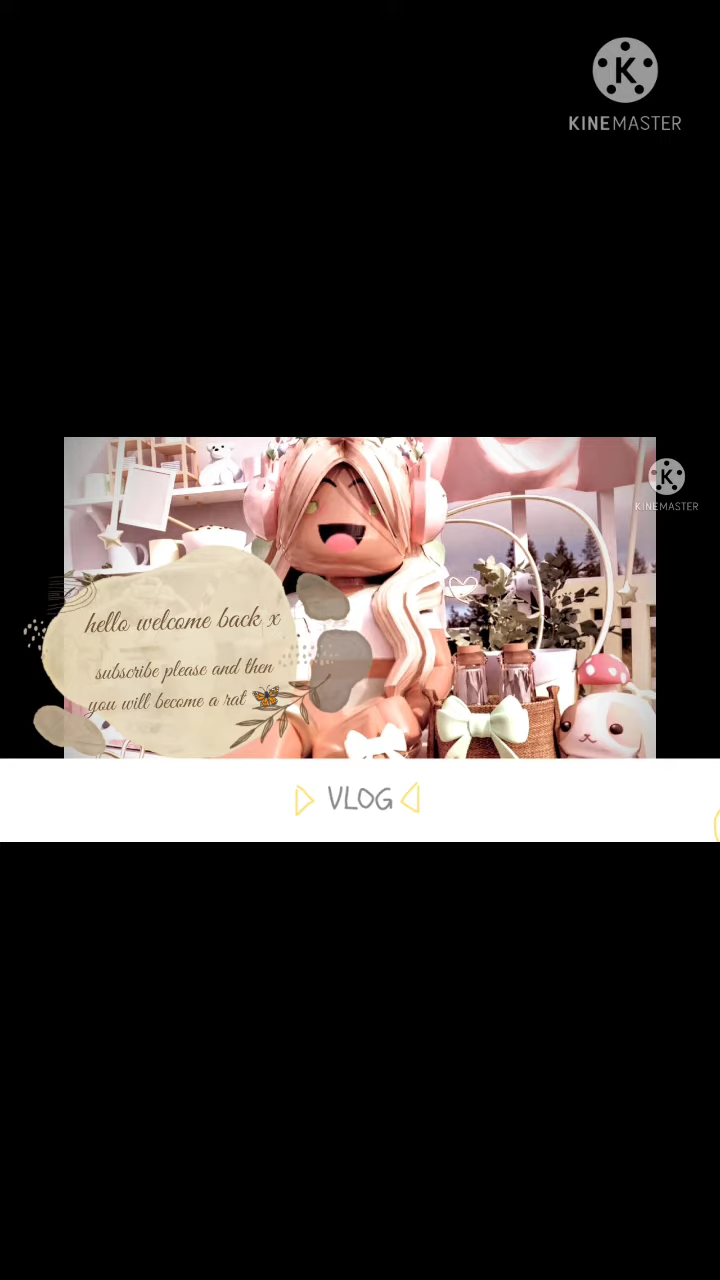 K
KINEMASTER
K
KINEMASTER
hello welcome back x
subscribe please and then
you will become a rat
VLOG